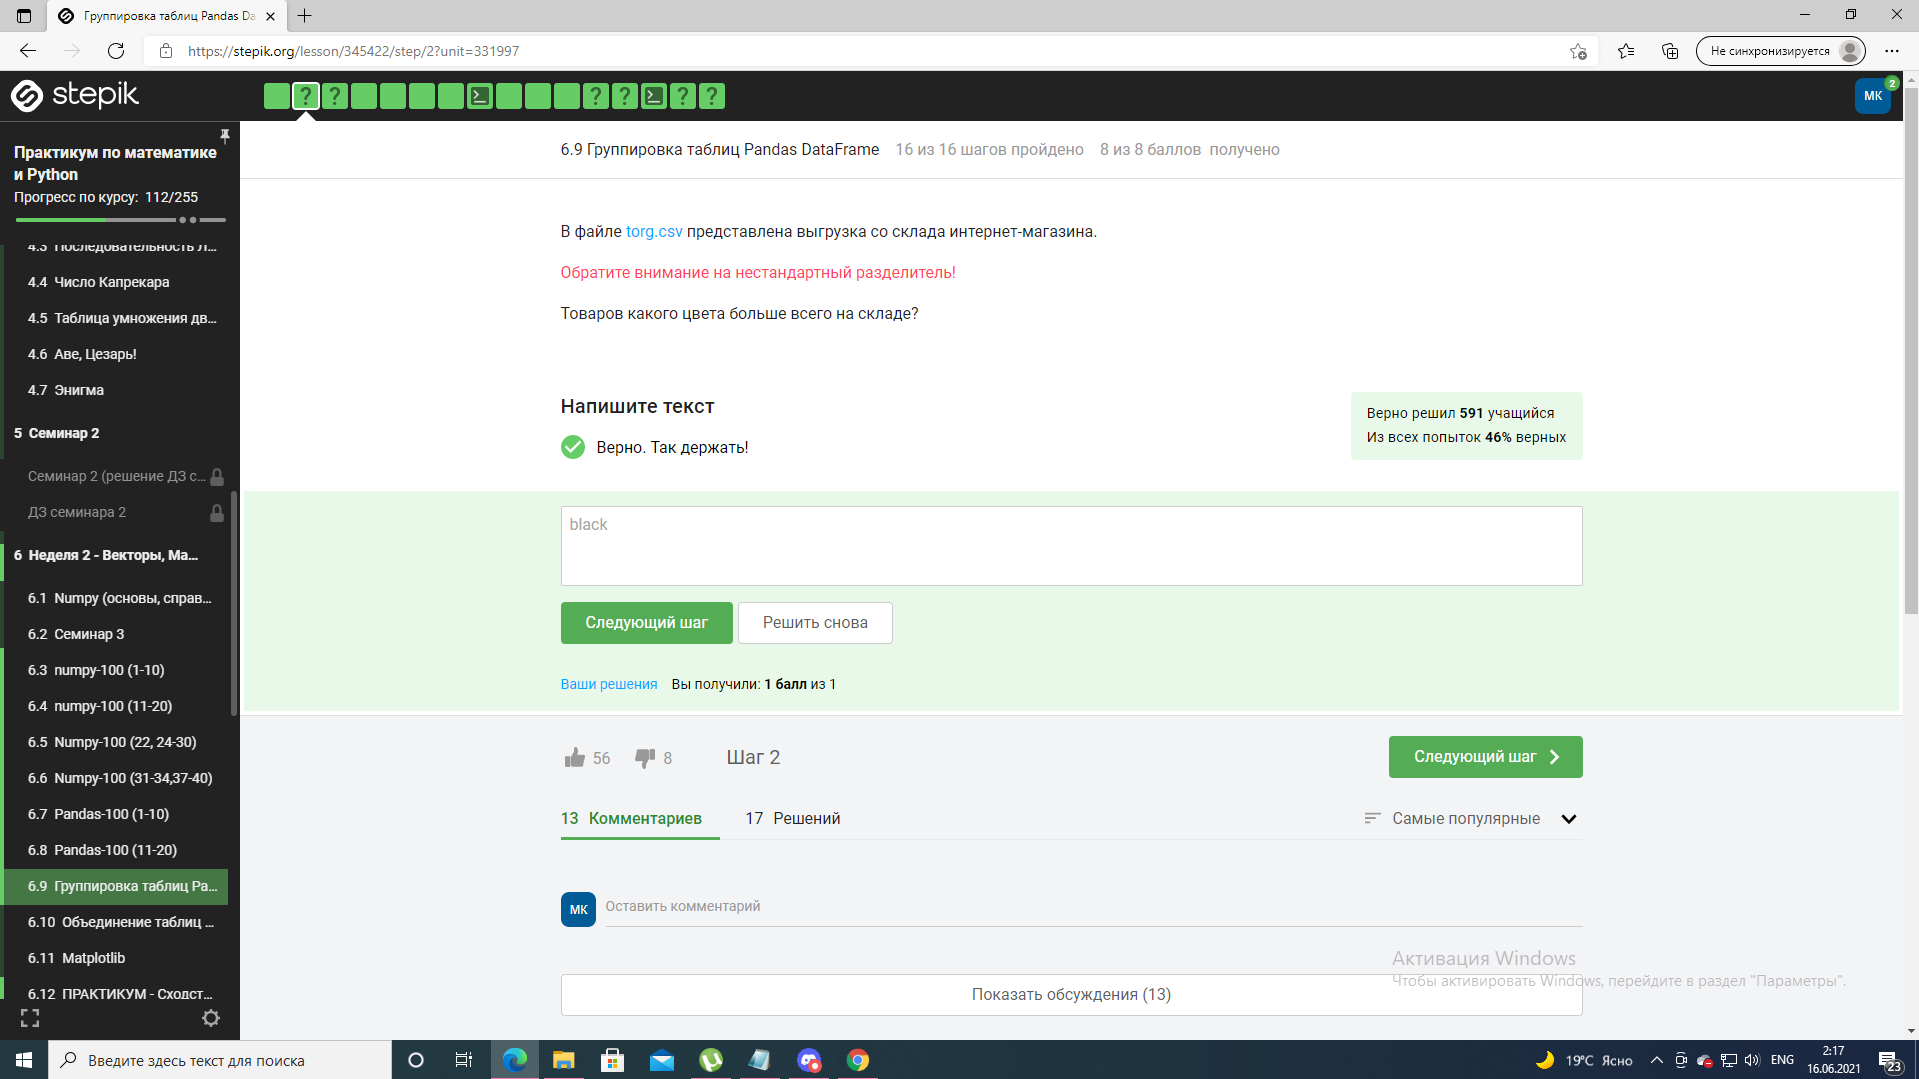 Группировка таблиц Pandas Da
https://stepik.org/lesson/345422/step/2?unit=331997
Не синхронизируется
stepik
? ? ? ? ? ?
МК
2
Практикум по математике
и Python
Прогресс по курсу: 112/255
4.3 Последовательность Л...
4.4 Число Капрекара
4.5 Таблица умножения дв...
4.6 Аве, Цезарь!
4.7 Энигма
5 Семинар 2
Семинар 2 (решение ДЗ с...
ДЗ семинара 2
6 Неделя 2 - Векторы, Ма...
6.1 Numpy (основы, справ...
6.2 Семинар 3
6.3 numpy-100 (1-10)
6.4 numpy-100 (11-20)
6.5 Numpy-100 (22, 24-30)
6.6 Numpy-100 (31-34,37-40)
6.7 Pandas-100 (1-10)
6.8 Pandas-100 (11-20)
6.9 Группировка таблиц Pa...
6.10 Объединение таблиц ...
6.11 Matplotlib
6.12 ПРАКТИКУМ - Сходст...
6.9 Группировка таблиц Pandas DataFrame 16 из 16 шагов пройдено 8 из 8 баллов получено
В файле torg.csv представлена выгрузка со склада интернет-магазина.
Обратите внимание на нестандартный разделитель!
Товаров какого цвета больше всего на складе?
Напишите текст
Верно. Так держать!
Верно решил 591 учащийся
Из всех попыток 46% верных
black
Следующий шаг Решить снова
Ваши решения Вы получили: 1 балл из 1
56 8 Шаг 2 Следующий шаг
13 Комментариев 17 Решений Самые популярные
МК Оставить комментарий
Показать обсуждения (13)
Активация Windows
Чтобы активировать Windows, перейдите в раздел "Параметры".
Введите здесь текст для поиска
19°C Ясно
ENG
2:17
16.06.2021
23